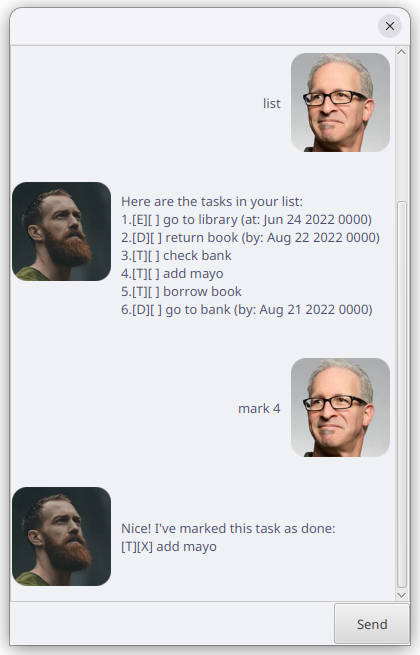 list
Here are the tasks in your list:
1.[E][ ] go to library (at: Jun 24 2022 0000)
2.[D][ ] return book (by: Aug 22 2022 0000)
3.[T][ ] check bank
4.[T][ ] add mayo
5.[T][ ] borrow book
6.[D][ ] go to bank (by: Aug 21 2022 0000)
mark 4
Nice! I've marked this task as done:
[T][X] add mayo
Send